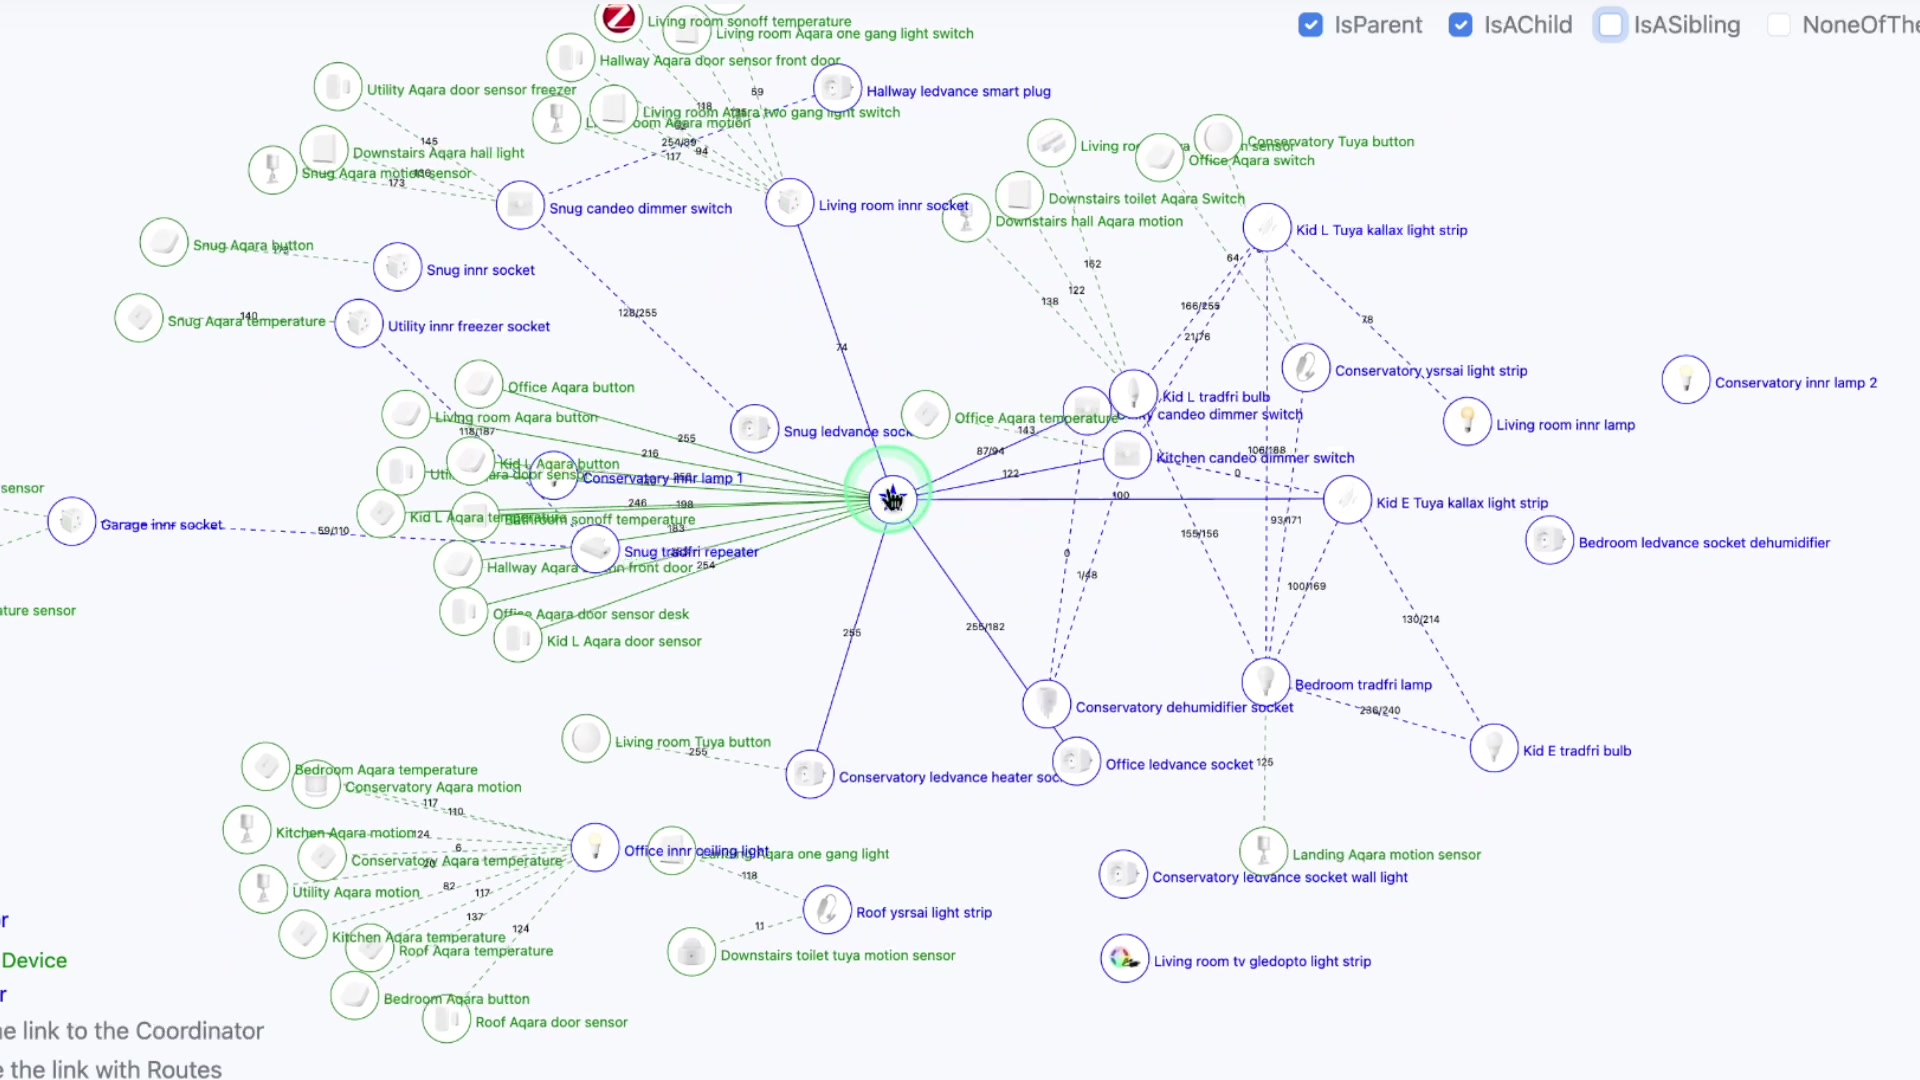 IsParent
IsAChild
IsASibling
NoneOfThe
Living room sonoff temperature
Living room Aqara one gang light switch
Hallway Aqara door sensor front door
Utility Aqara door sensor freezer
59
Hallway ledvance smart plug
118
Living room Aqara two gang light switch
oom Aqara motion
145
254/89
94
117
Conservatory Tuya button
Living roo
n sensor
Office Aqara switch
Downstairs Aqara hall light
Snug Aqara motion sensor
173
Downstairs toilet Aqara Switch
Snug candeo dimmer switch
Living room innr socket
Downstairs hall Aqara motion
Kid L Tuya kallax light strip
Snug Aqara button
64
162
Snug innr socket
122
138
166/255
128/255
140
Snug Aqara temperature
Utility innr freezer socket
78
21/76
74
Conservatory ysrsai light strip
Conservatory innr lamp 2
Office Aqara button
Kid L tradfri bulb
Living room Aqara button
Office Aqara temperature
candeo dimmer switch
Living room innr lamp
118/187
Snug ledvance sock
143
255
216
87/94
106/188
Kitchen candeo dimmer switch
Kid L Aqara button
122
0
Conservatory innr lamp 1
sensor
100
246
198
Kid E Tuya kallax light strip
Kid L Aqara temperature
Bathroom sonoff temperature
93/171
Garage innr socket
59/110
183
155/156
Bedroom ledvance socket dehumidifier
Snug tradfri repeater
0
Hallway Aqara
n front door
254
1/48
100/169
ature sensor
Office Aqara door sensor desk
130/214
255
255/182
Kid L Aqara door sensor
Bedroom tradfri lamp
Conservatory dehumidifier socket
236/240
Living room Tuya button
255
Kid E tradfri bulb
Office ledvance socket
125
Bedroom Aqara temperature
Conservatory ledvance heater soc
Conservatory Aqara motion
117
110
Kitchen Aqara motion
124
6
Office innr ceiling light
Landing Aqara one gang light
Landing Aqara motion sensor
Conservatory Aqara temperature
20
118
Conservatory ledvance socket wall light
82
117
Utility Aqara motion
Roof ysrsai light strip
137
r
11
124
Kitchen Aqara temperature
Roof Aqara temperature
Downstairs toilet tuya motion sensor
Living room tv gledopto light strip
Device
r
Bedroom Aqara button
Roof Aqara door sensor
e link to the Coordinator
e the link with Routes